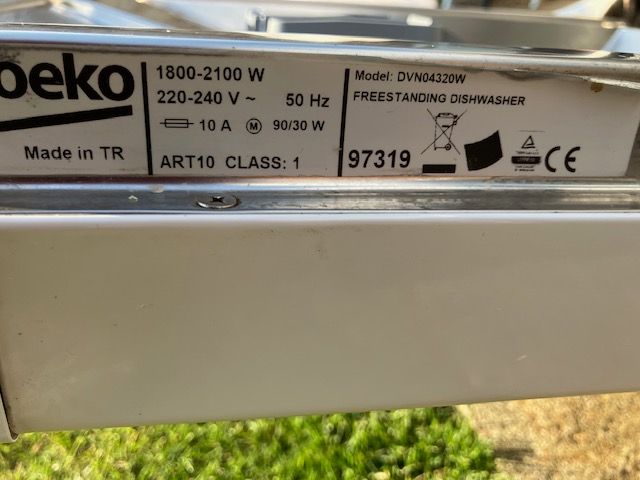 beko
Made in TR
1800-2100 W
220-240 V ~ 50 Hz
10 A M 90/30 W
ART10 CLASS: 1
Model: DVN04320W
FREESTANDING DISHWASHER
97319
CE